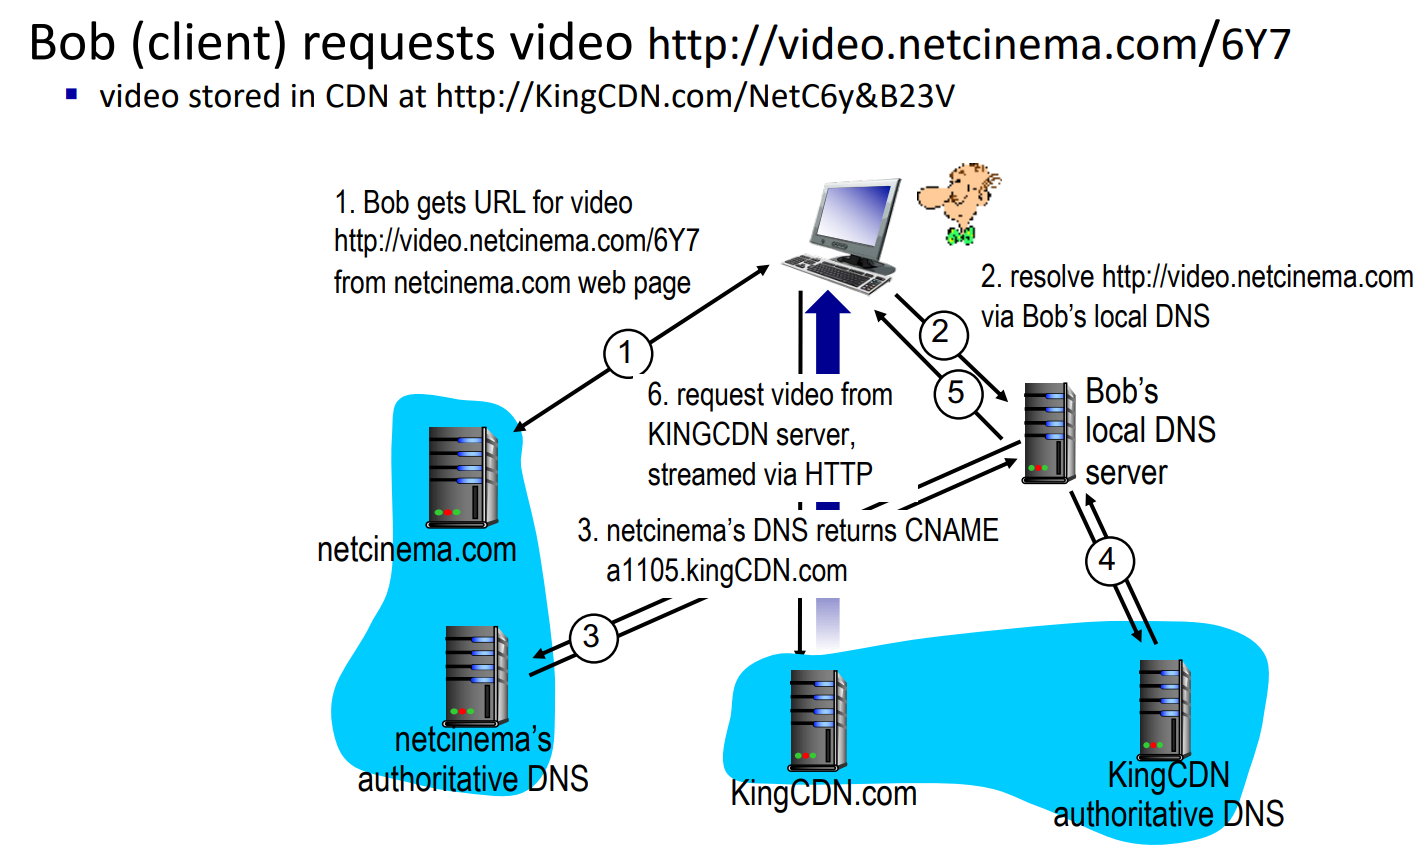 Bob (client) requests video http://video.netcinema.com/6Y7
▪ video stored in CDN at http://KingCDN.com/NetC6y&B23V
1. Bob gets URL for video
http://video.netcinema.com/6Y7
from netcinema.com web page
2. resolve http://video.netcinema.com
via Bob’s local DNS
1
2
5
6. request video from
KINGCDN server,
streamed via HTTP
Bob’s
local DNS
server
netcinema.com
3. netcinema’s DNS returns CNAME
a1105.kingCDN.com
4
3
netcinema’s
authoritative DNS
KingCDN.com
KingCDN
authoritative DNS